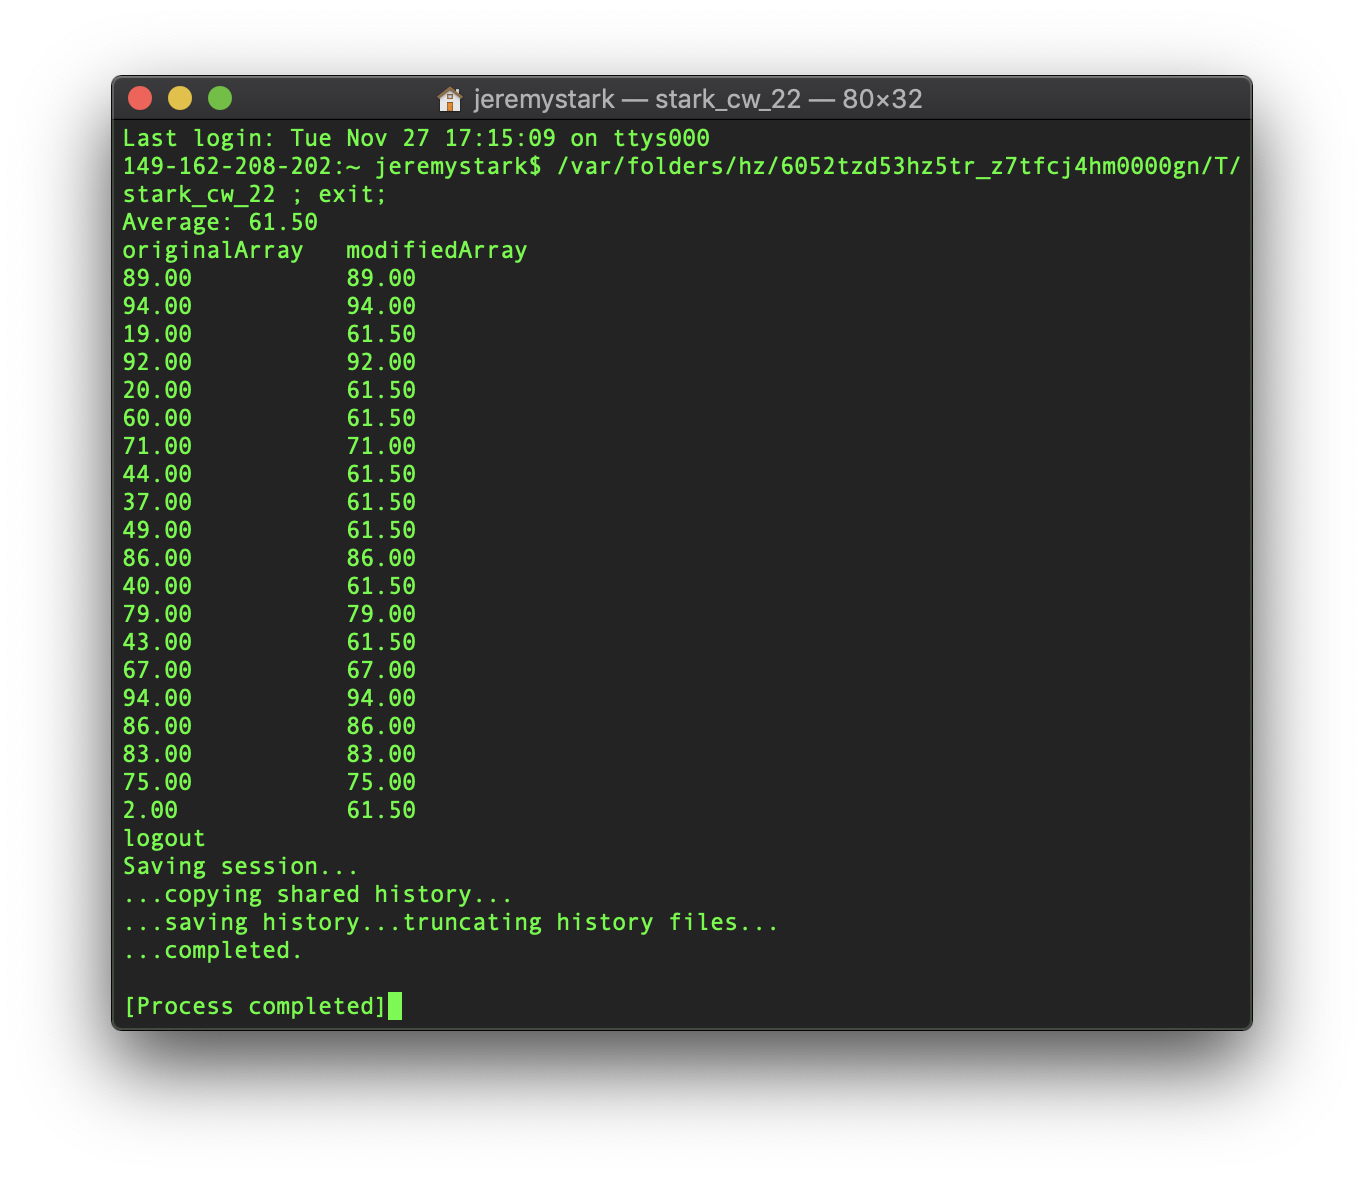 jeremystark — stark_cw_22 — 80×32
Last login: Tue Nov 27 17:15:09 on ttys000
149-162-208-202:~ jeremystark$ /var/folders/hz/6052tzd53hz5tr_z7tfcj4hm0000gn/T/
stark_cw_22 ; exit;
Average: 61.50
originalArray   modifiedArray
89.00           89.00
94.00           94.00
19.00           61.50
92.00           92.00
20.00           61.50
60.00           61.50
71.00           71.00
44.00           61.50
37.00           61.50
49.00           61.50
86.00           86.00
40.00           61.50
79.00           79.00
43.00           61.50
67.00           67.00
94.00           94.00
86.00           86.00
83.00           83.00
75.00           75.00
2.00            61.50
logout
Saving session...
...copying shared history...
...saving history...truncating history files...
...completed.
[Process completed]